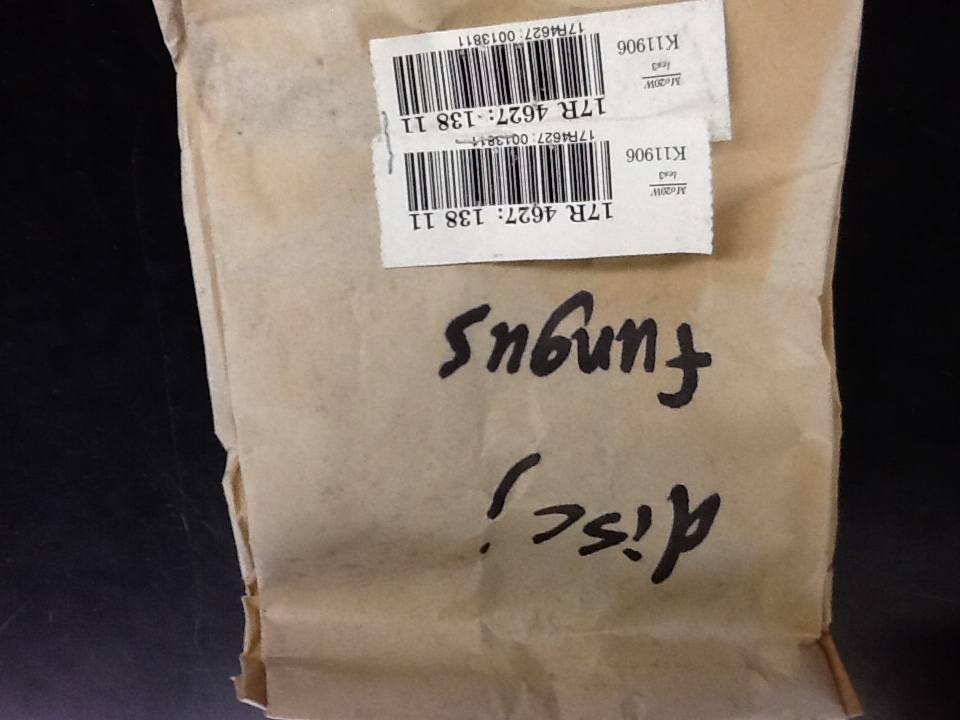 disc;
fungus
17R 4627: 138 11
Mo20W
les3
K11906
17R4627: 0013811
17R 4627: 138 11
Mo20W
les3
K11906
17R4627: 0013811